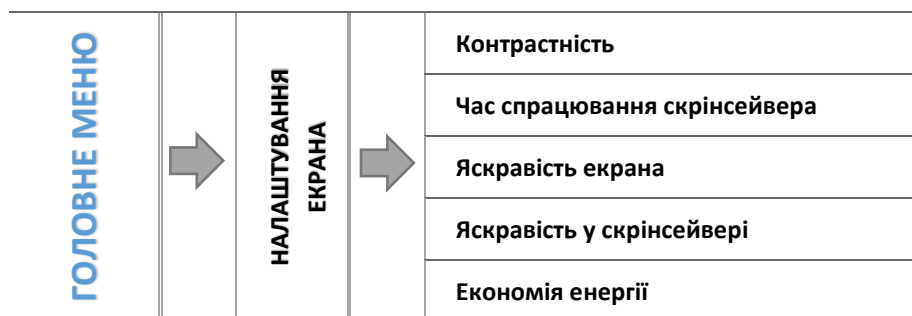 ГОЛОВНЕ МЕНЮ
НАЛАШТУВАННЯ
ЕКРАНА
Контрастність
Час спрацювання скрінсейвера
Яскравість екрана
Яскравість у скрінсейвері
Економія енергії